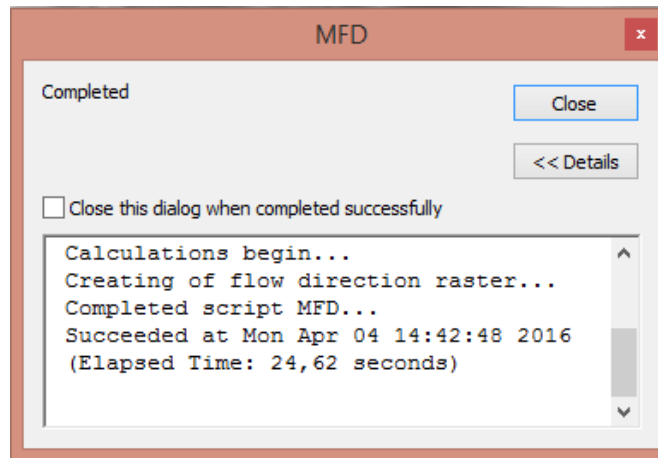 MFD
x
Completed
Close
<< Details
Close this dialog when completed successfully
Calculations begin...
Creating of flow direction raster...
Completed script MFD...
Succeeded at Mon Apr 04 14:42:48 2016
(Elapsed Time: 24,62 seconds)